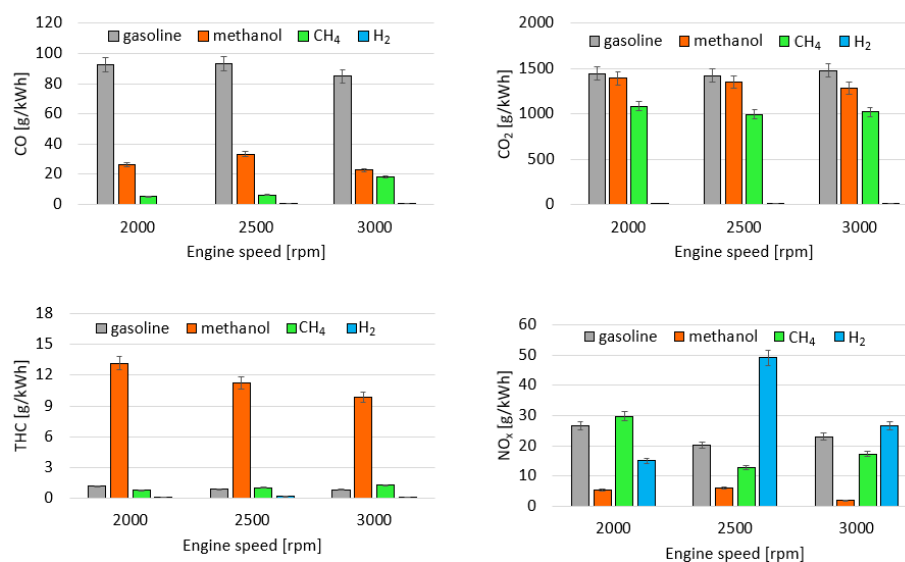 120
100
80
60
40
20
0
CO [g/kWh]
gasoline methanol CH₄ H₂
2000 2500 3000
Engine speed [rpm]
2000
1500
1000
500
0
CO₂ [g/kWh]
gasoline methanol CH₄ H₂
2000 2500 3000
Engine speed [rpm]
18
15
12
9
6
3
0
THC [g/kWh]
gasoline methanol CH₄ H₂
2000 2500 3000
Engine speed [rpm]
60
50
40
30
20
10
0
NOₓ [g/kWh]
gasoline methanol CH₄ H₂
2000 2500 3000
Engine speed [rpm]